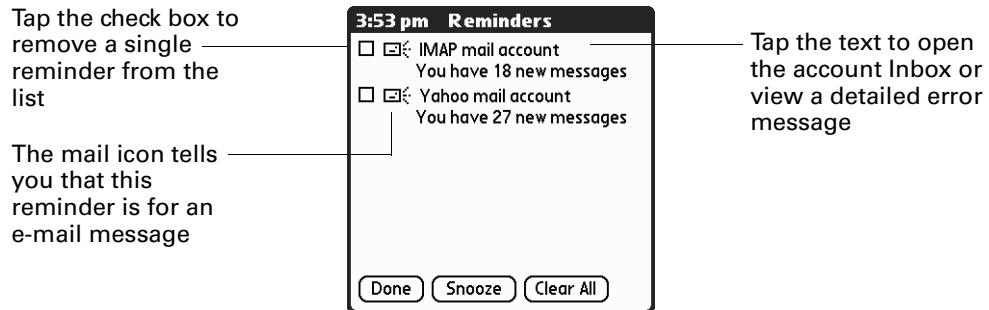 Tap the check box to
remove a single
reminder from the
list
The mail icon tells
you that this
reminder is for an
e-mail message
3:53 pm Reminders
IMAP mail account
You have 18 new messages
Yahoo mail account
You have 27 new messages
Done Snooze Clear All
Tap the text to open
the account Inbox or
view a detailed error
message